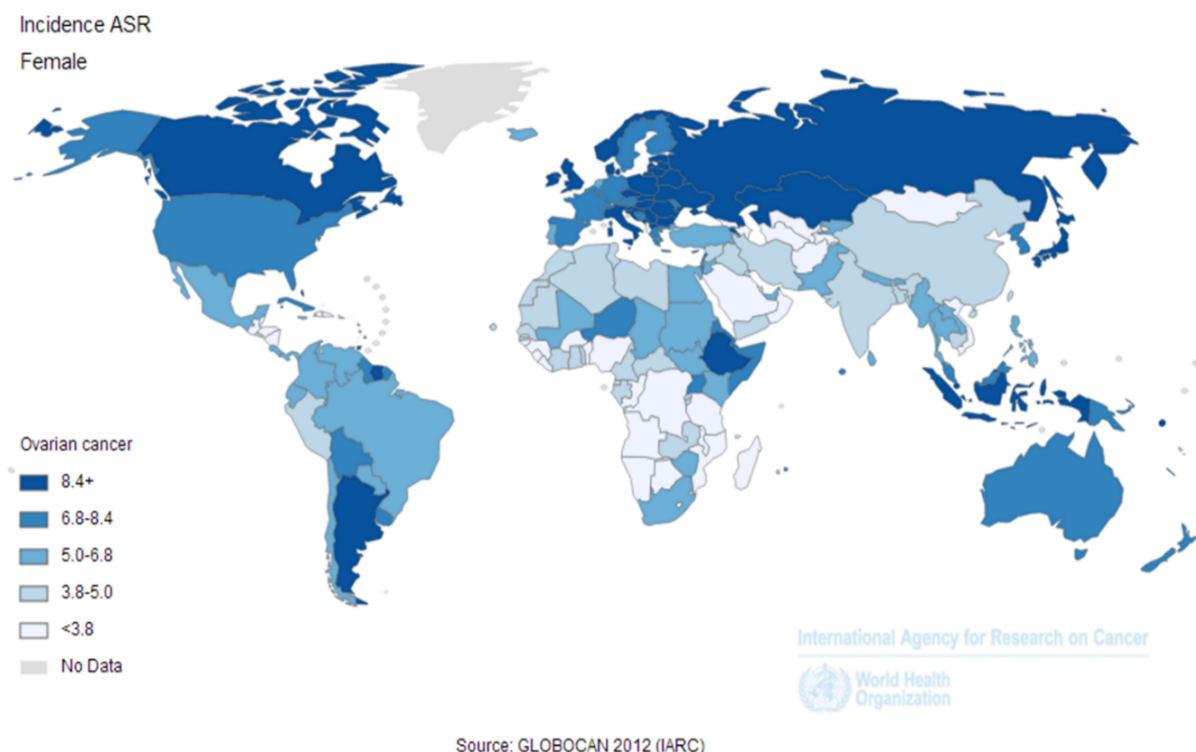 Incidence ASR
Female
Ovarian cancer
8.4+
6.8-8.4
5.0-6.8
3.8-5.0
<3.8
No Data
International Agency for Research on Cancer
World Health
Organization
Source: GLOBOCAN 2012 (IARC)